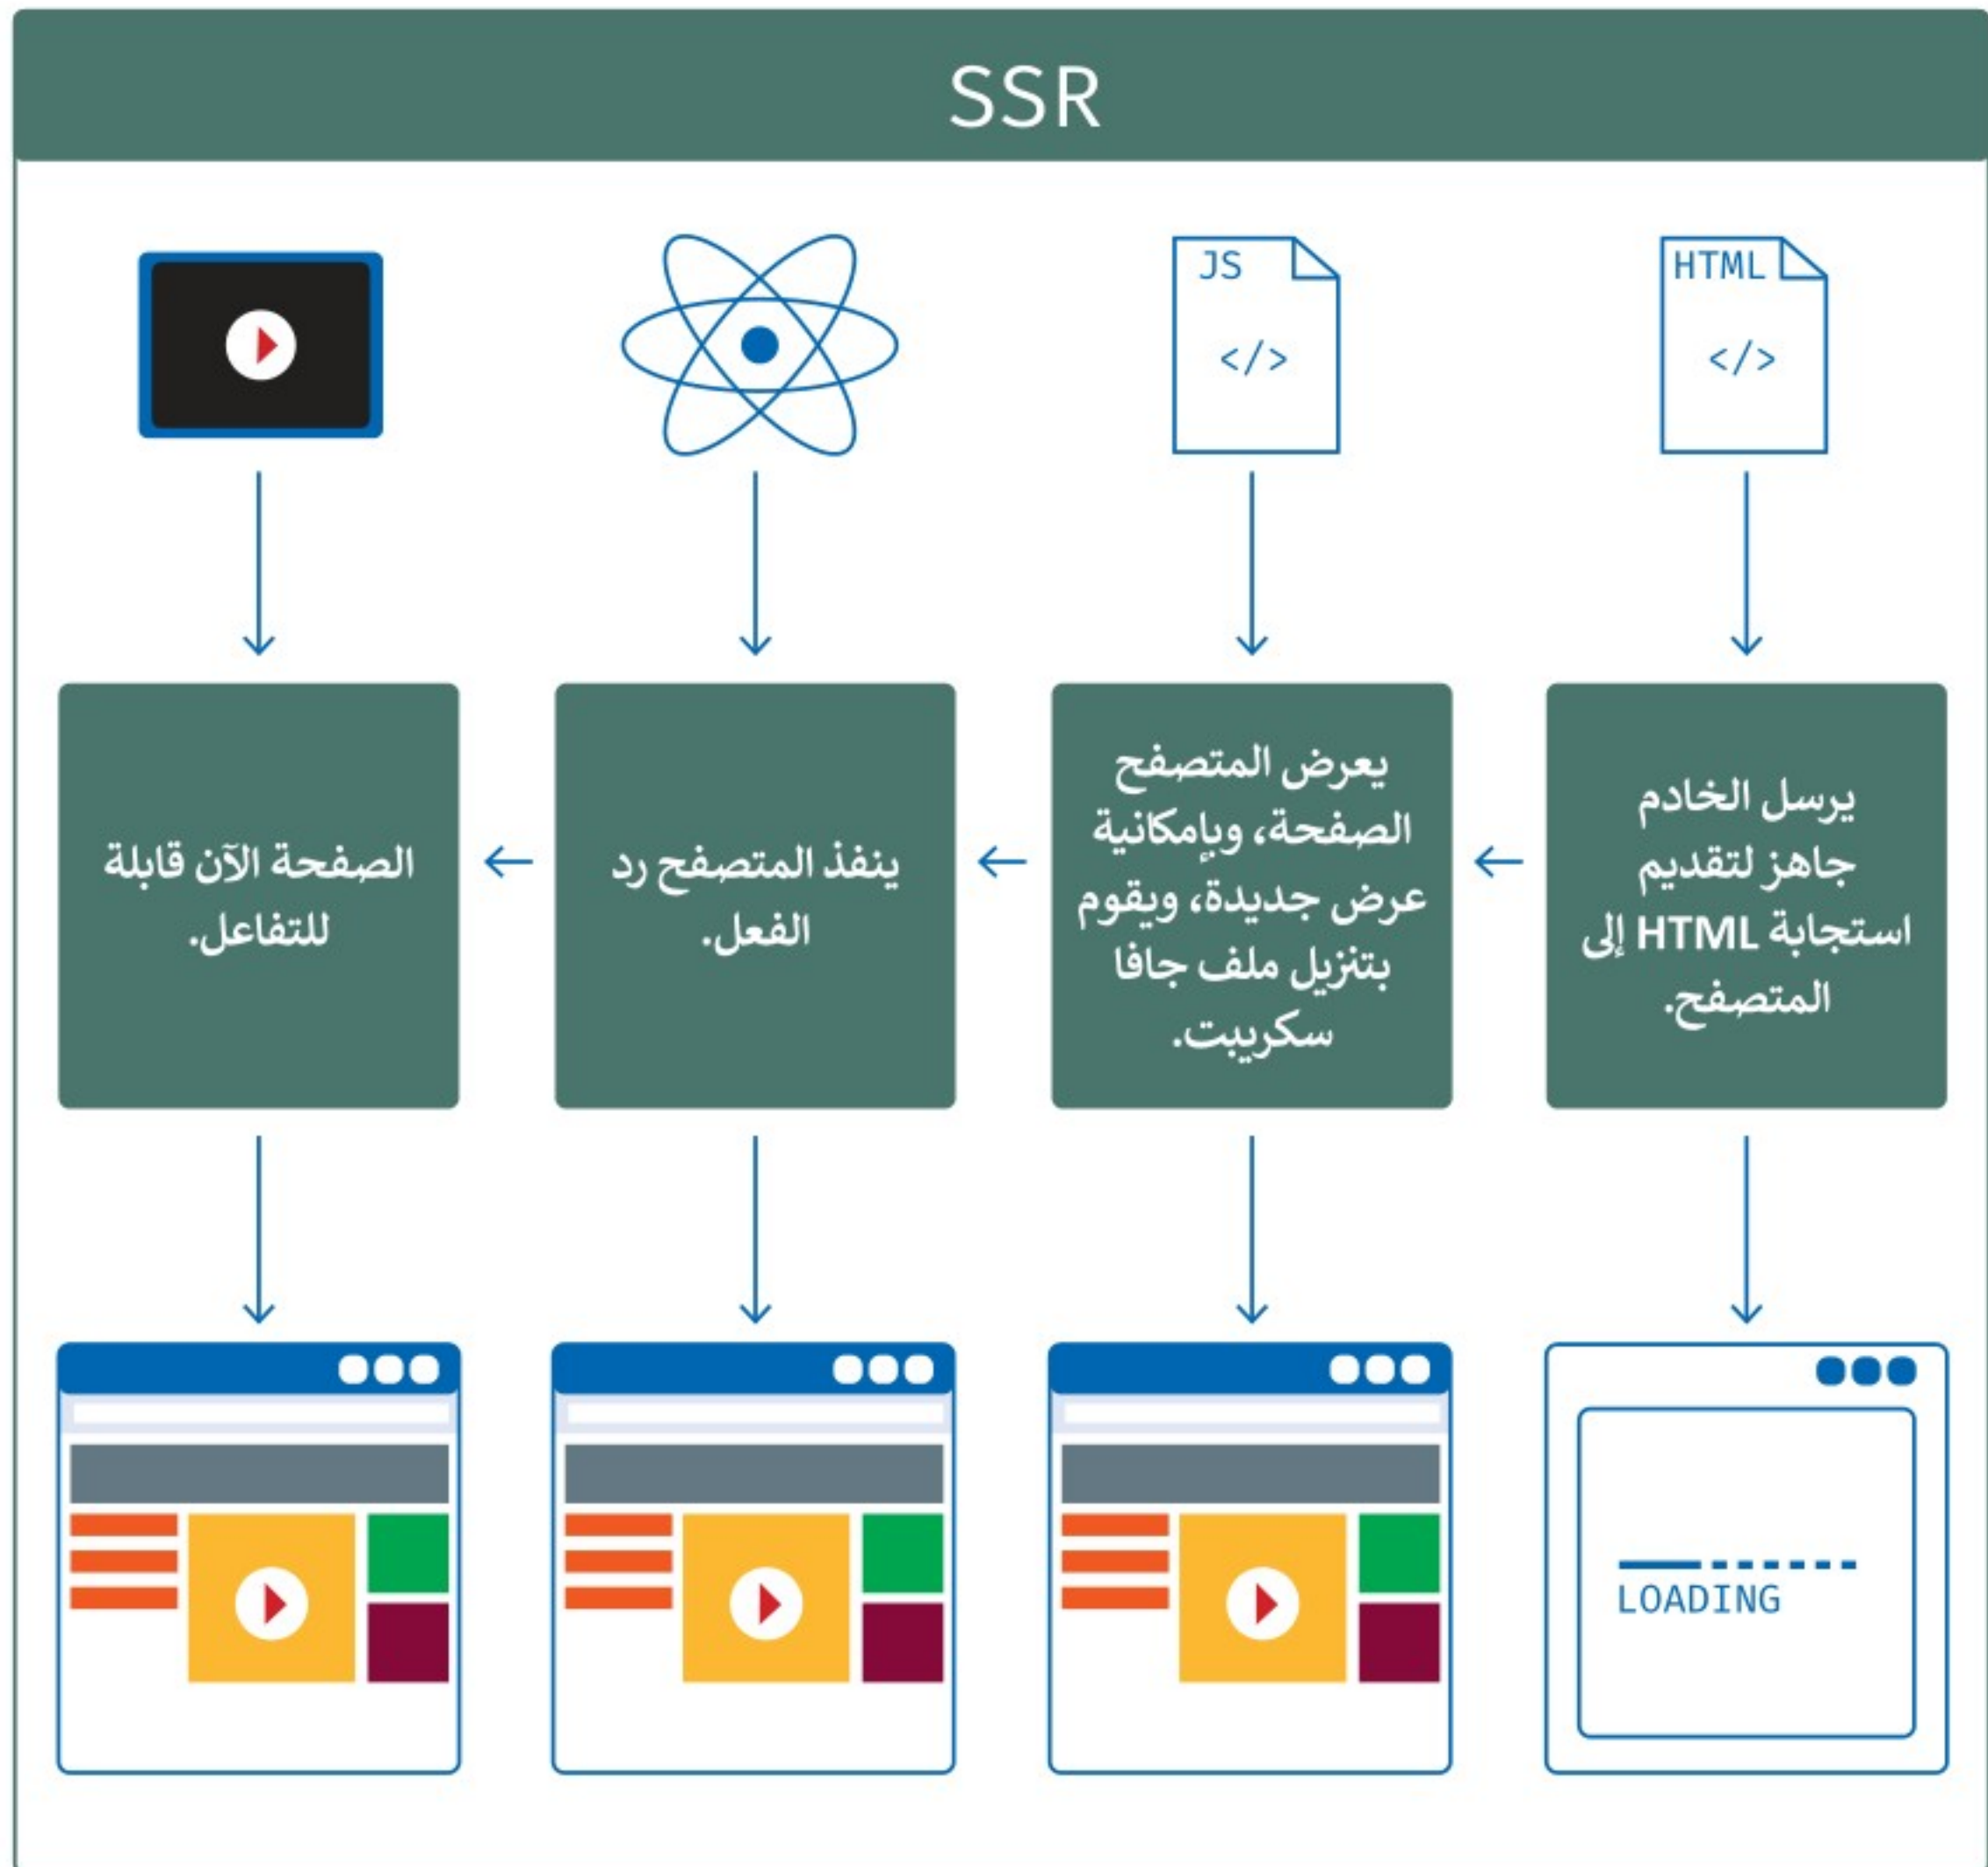 SSR
HTML
</>
JS
</>
يرسل الخادم
جاهز لتقديم
استجابة HTML إلى
المتصفح.
يعرض المتصفح
الصفحة، وبإمكانية
عرض جديدة، ويقوم
بتنزيل ملف جافا
سكريبت.
ينفذ المتصفح رد
الفعل.
الصفحة الآن قابلة
للتفاعل.
LOADING